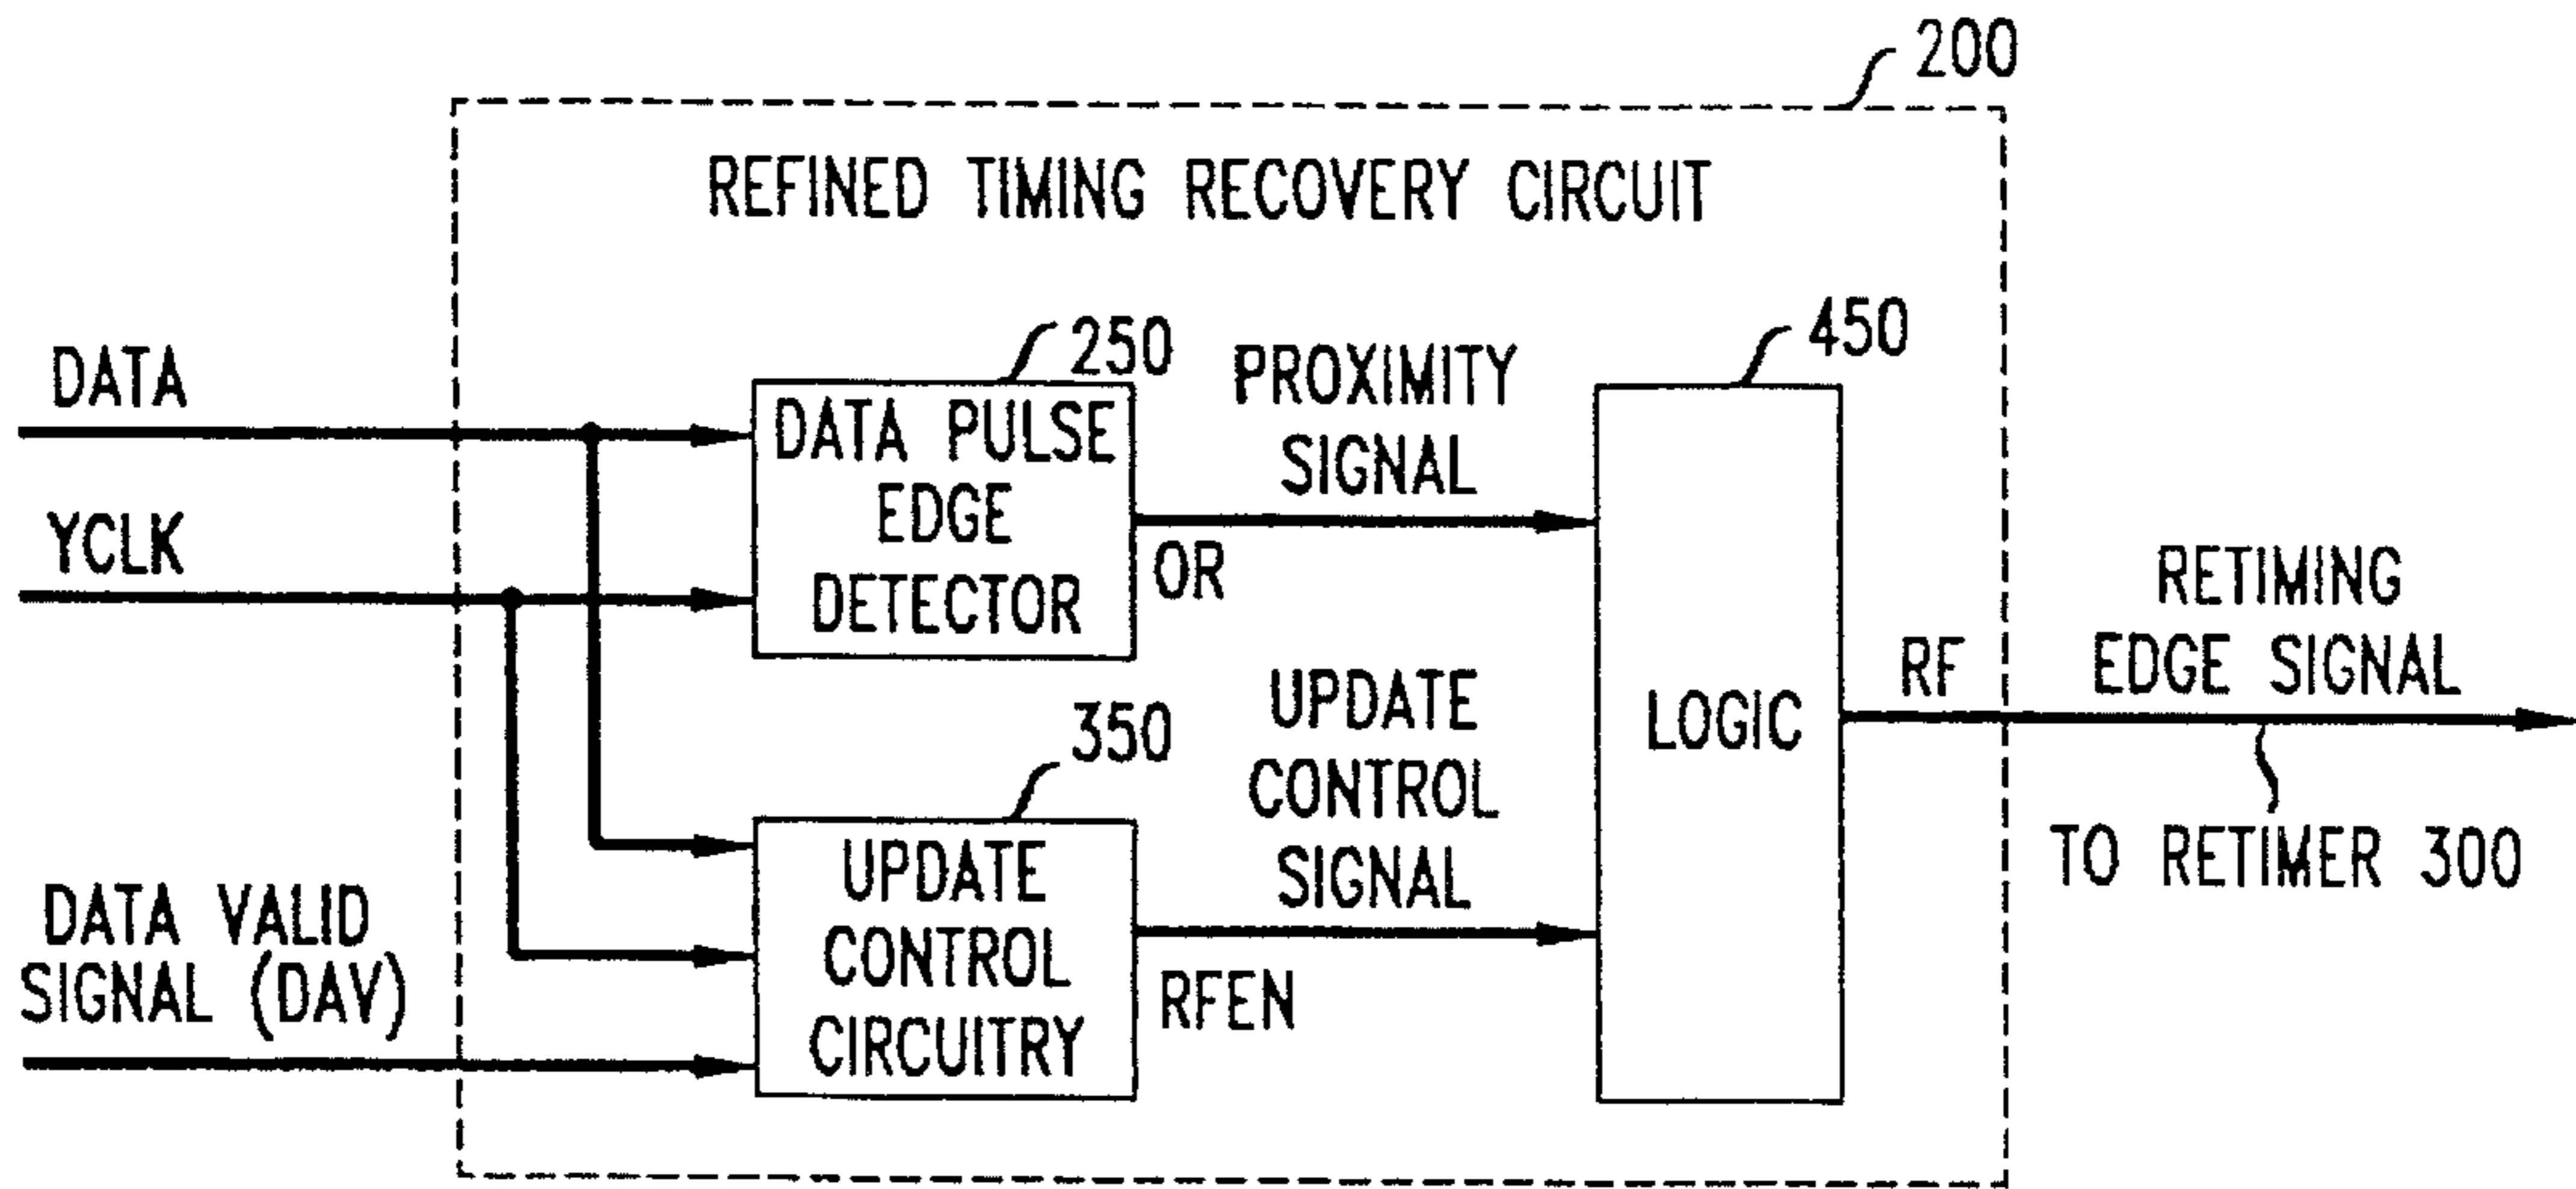 200
REFINED TIMING RECOVERY CIRCUIT
DATA
YCLK
DATA VALID
SIGNAL (DAV)
250
DATA PULSE
EDGE
DETECTOR
PROXIMITY
SIGNAL
OR
350
UPDATE
CONTROL
CIRCUITRY
UPDATE
CONTROL
SIGNAL
RFEN
450
LOGIC
RF
RETIMING
EDGE SIGNAL
TO RETIMER 300